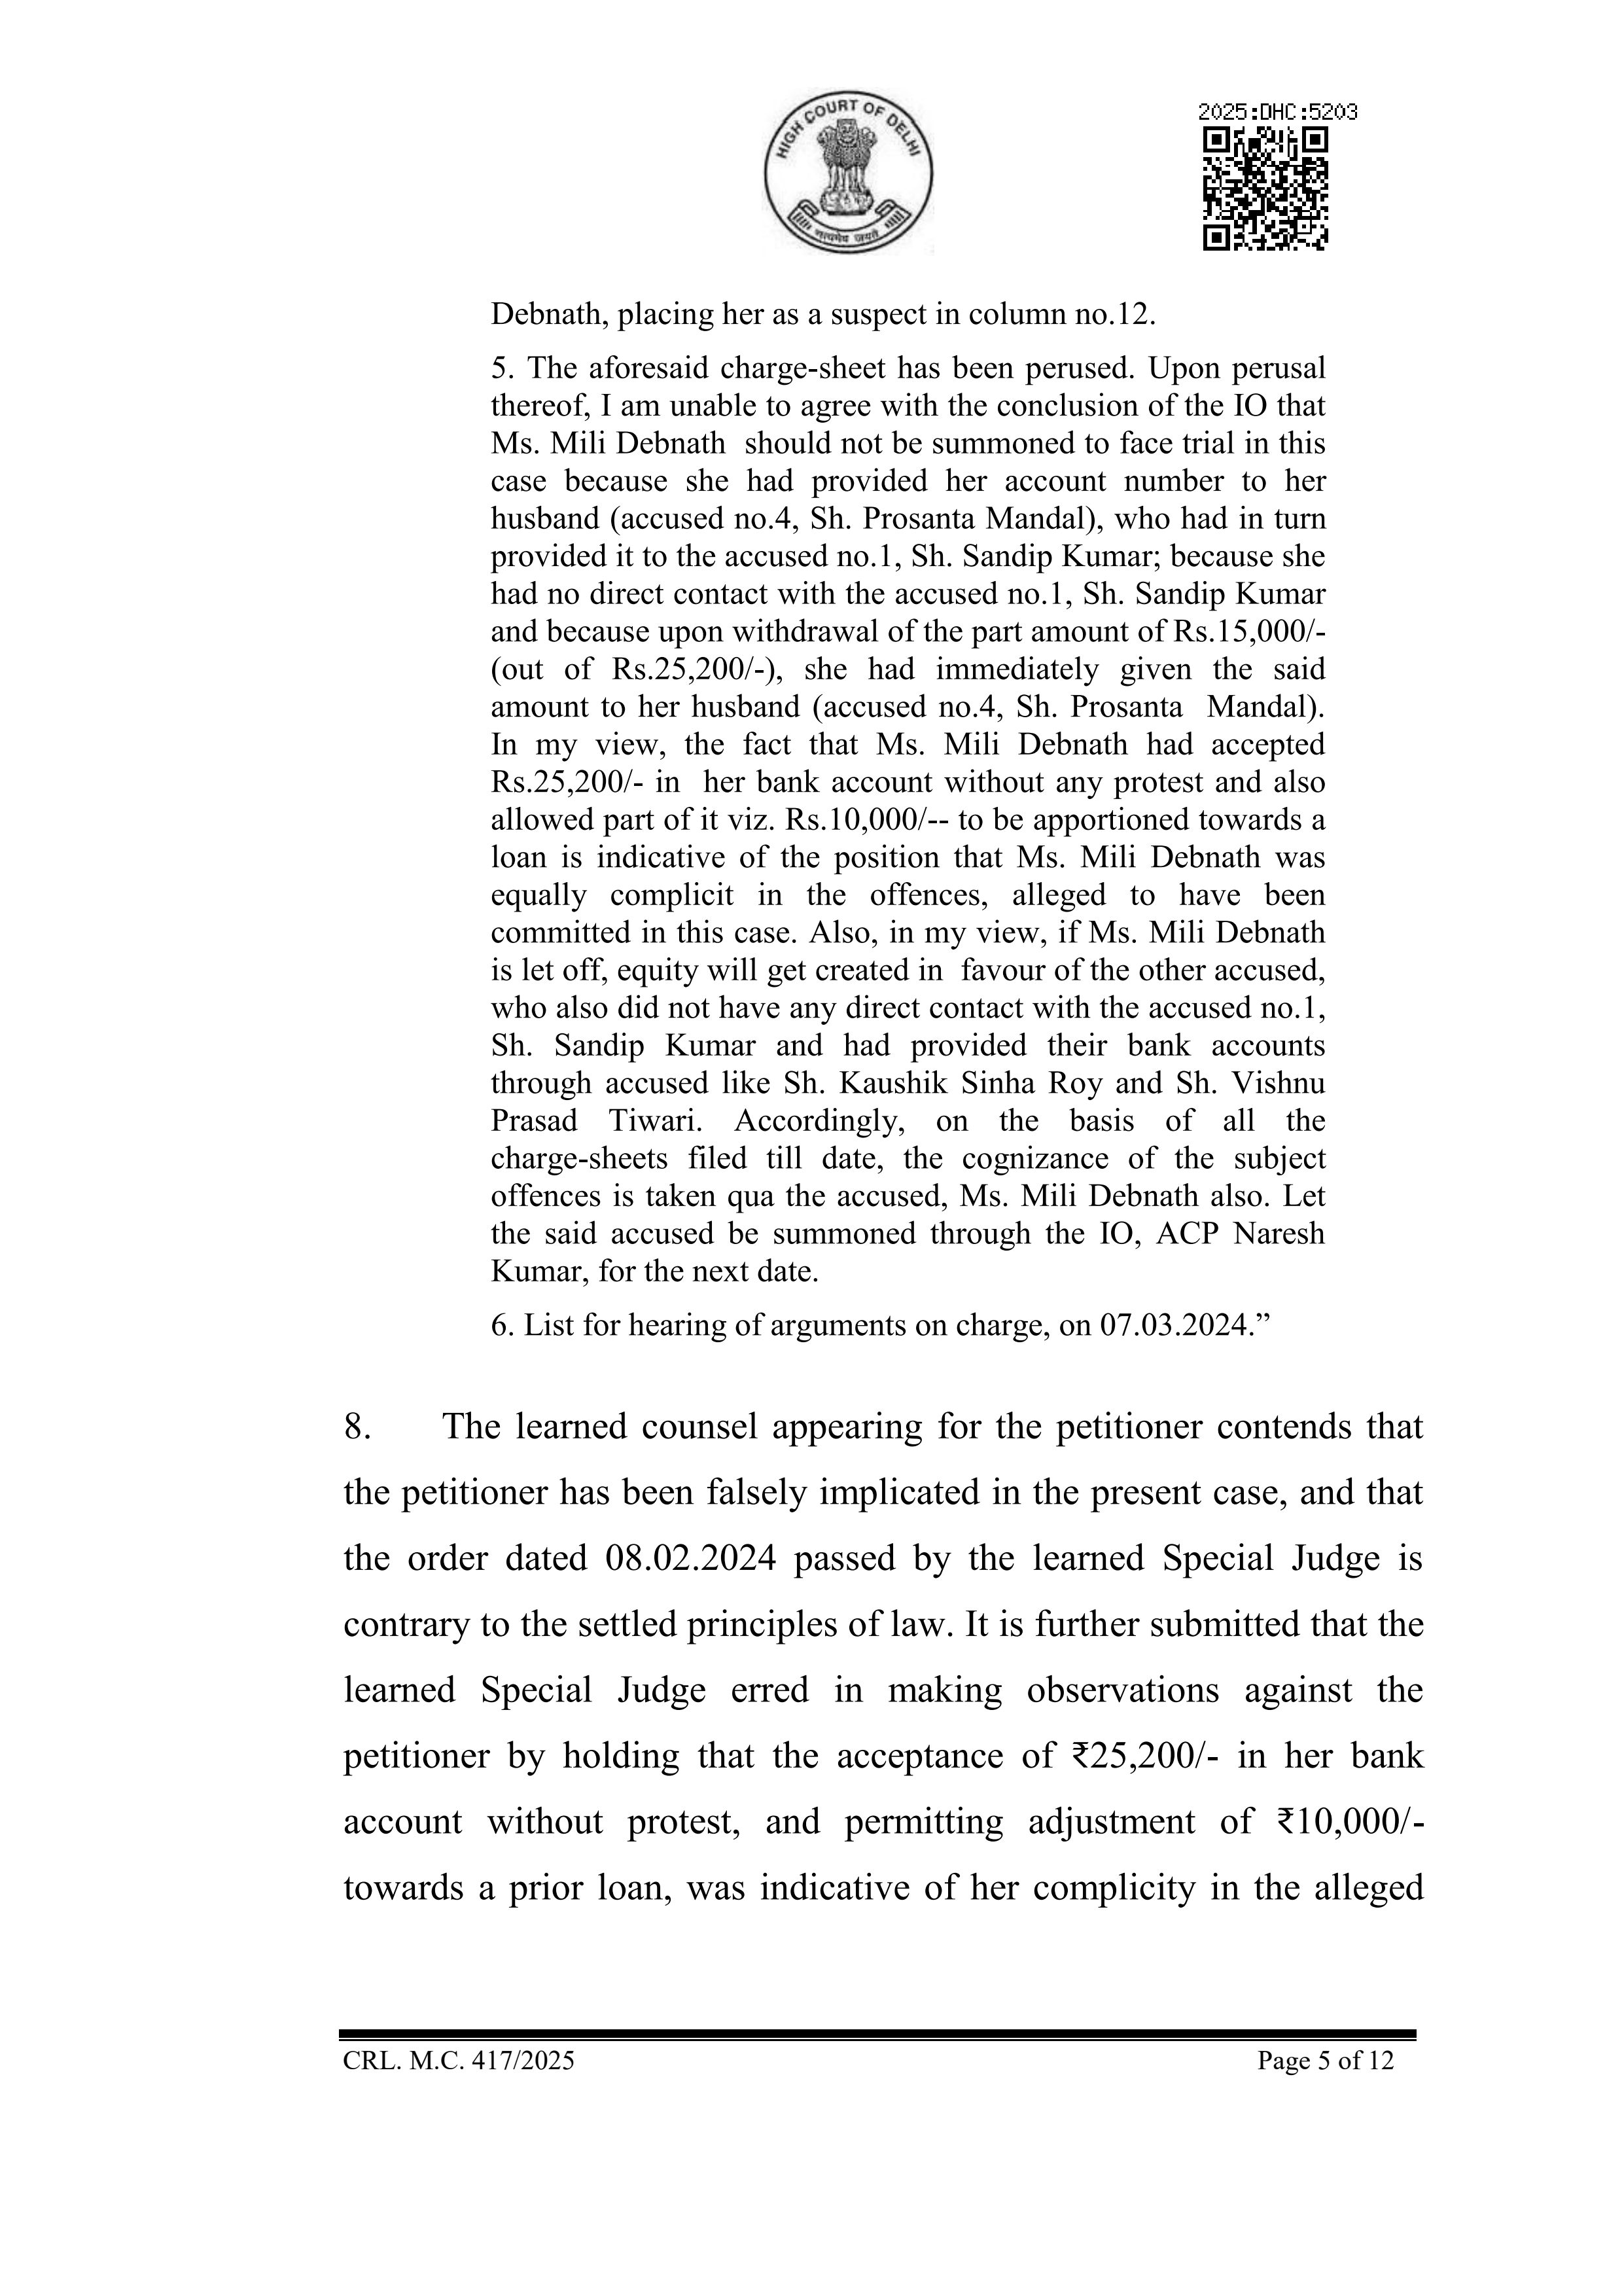 HIGH COURT OF DELHI
सत्यमेव जयते
2025:DHC:5203
Debnath, placing her as a suspect in column no.12.
5. The aforesaid charge-sheet has been perused. Upon perusal
thereof, I am unable to agree with the conclusion of the IO that
Ms. Mili Debnath should not be summoned to face trial in this
case because she had provided her account number to her
husband (accused no.4, Sh. Prosanta Mandal), who had in turn
provided it to the accused no.1, Sh. Sandip Kumar; because she
had no direct contact with the accused no.1, Sh. Sandip Kumar
and because upon withdrawal of the part amount of Rs.15,000/-
(out of Rs.25,200/-), she had immediately given the said
amount to her husband (accused no.4, Sh. Prosanta Mandal).
In my view, the fact that Ms. Mili Debnath had accepted
Rs.25,200/- in her bank account without any protest and also
allowed part of it viz. Rs.10,000/-- to be apportioned towards a
loan is indicative of the position that Ms. Mili Debnath was
equally complicit in the offences, alleged to have been
committed in this case. Also, in my view, if Ms. Mili Debnath
is let off, equity will get created in favour of the other accused,
who also did not have any direct contact with the accused no.1,
Sh. Sandip Kumar and had provided their bank accounts
through accused like Sh. Kaushik Sinha Roy and Sh. Vishnu
Prasad Tiwari. Accordingly, on the basis of all the
charge-sheets filed till date, the cognizance of the subject
offences is taken qua the accused, Ms. Mili Debnath also. Let
the said accused be summoned through the IO, ACP Naresh
Kumar, for the next date.
6. List for hearing of arguments on charge, on 07.03.2024.”
8. The learned counsel appearing for the petitioner contends that
the petitioner has been falsely implicated in the present case, and that
the order dated 08.02.2024 passed by the learned Special Judge is
contrary to the settled principles of law. It is further submitted that the
learned Special Judge erred in making observations against the
petitioner by holding that the acceptance of ₹25,200/- in her bank
account without protest, and permitting adjustment of ₹10,000/-
towards a prior loan, was indicative of her complicity in the alleged
CRL. M.C. 417/2025 Page 5 of 12